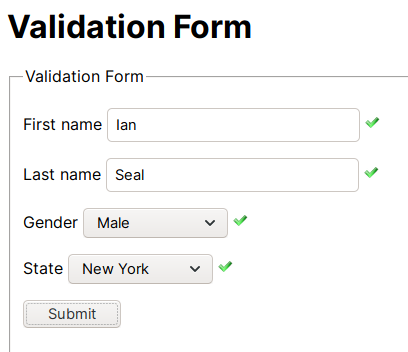 Validation Form
Validation Form
First name Ian
Last name Seal
Gender Male
State New York
Submit